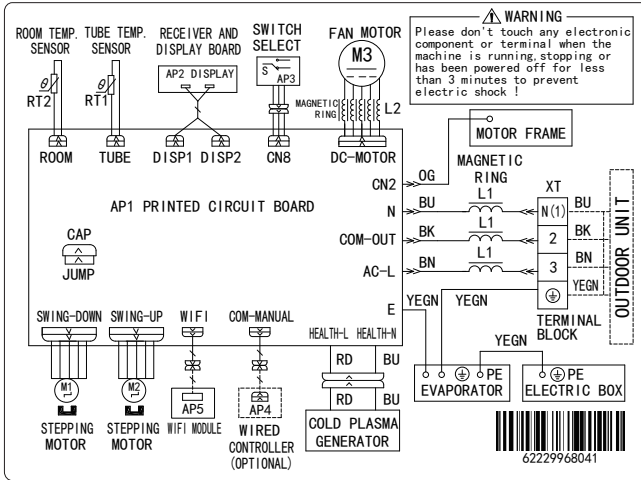 ROOM TEMP. SENSOR
TUBE TEMP. SENSOR
RECEIVER AND DISPLAY BOARD
SWITCH SELECT
FAN MOTOR
WARNING
Please don't touch any electronic
component or terminal when the
machine is running, stopping or
has been powered off for less
than 3 minutes to prevent
electric shock !
θ
RT2
θ
RT1
AP2 DISPLAY
S
AP3
M3
MAGNETIC RING
L2
MOTOR FRAME
ROOM
TUBE
DISP1
DISP2
CN8
DC-MOTOR
MAGNETIC RING
CN2
OG
AP1 PRINTED CIRCUIT BOARD
N
BU
L1
XT
N(1)
BU
COM-OUT
BK
L1
2
BK
AC-L
BN
L1
3
BN
YEGN
OUTDOOR UNIT
CAP
JUMP
E
YEGN
YEGN
TERMINAL BLOCK
SWING-DOWN
SWING-UP
WIFI
COM-MANUAL
HEALTH-L
HEALTH-N
YEGN
RD
BU
PE
EVAPORATOR
PE
ELECTRIC BOX
M1
M2
AP5
AP4
RD
BU
STEPPING MOTOR
STEPPING MOTOR
WIFI MODULE
WIRED CONTROLLER (OPTIONAL)
COLD PLASMA GENERATOR
62229968041